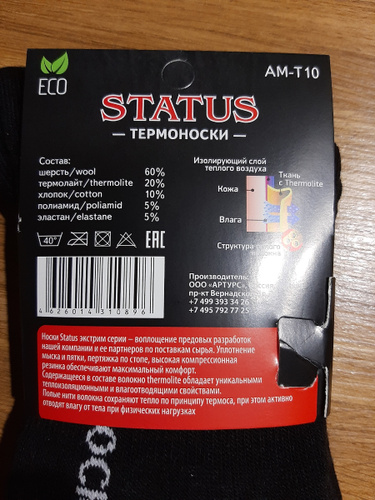 ECO
AM-T10
STATUS
— ТЕРМОНОСКИ —
Состав:
шерсть/wool 60%
термолайт/thermolite 20%
хлопок/cotton 10%
полиамид/poliamid 5%
эластан/elastane 5%
Изолирующий слой
теплого воздуха
Ткань
с Thermolite
Кожа
Влага
Структура
40°
EAC
4626014310896
Производитель
ООО «АРТУРС»,
пр-кт Вернадского
+7 499 393 34 26
+7 495 792 77 25
Носки Status экстрим серии — воплощение предовых разработок
нашей компании и ее партнеров по поставкам сырья. Уплотнение
мыска и пятки, пертяжка по стопе, высокая компрессионная
резинка обеспечивают максимальный комфорт.
Содержащееся в составе волокно thermolite обладает уникальными
теплоизоляционными и влагоотводящими свойствами.
Полые нити волокна сохраняют тепло по принципу термоса, при этом активно
отводят влагу от тела при физических нагрузках